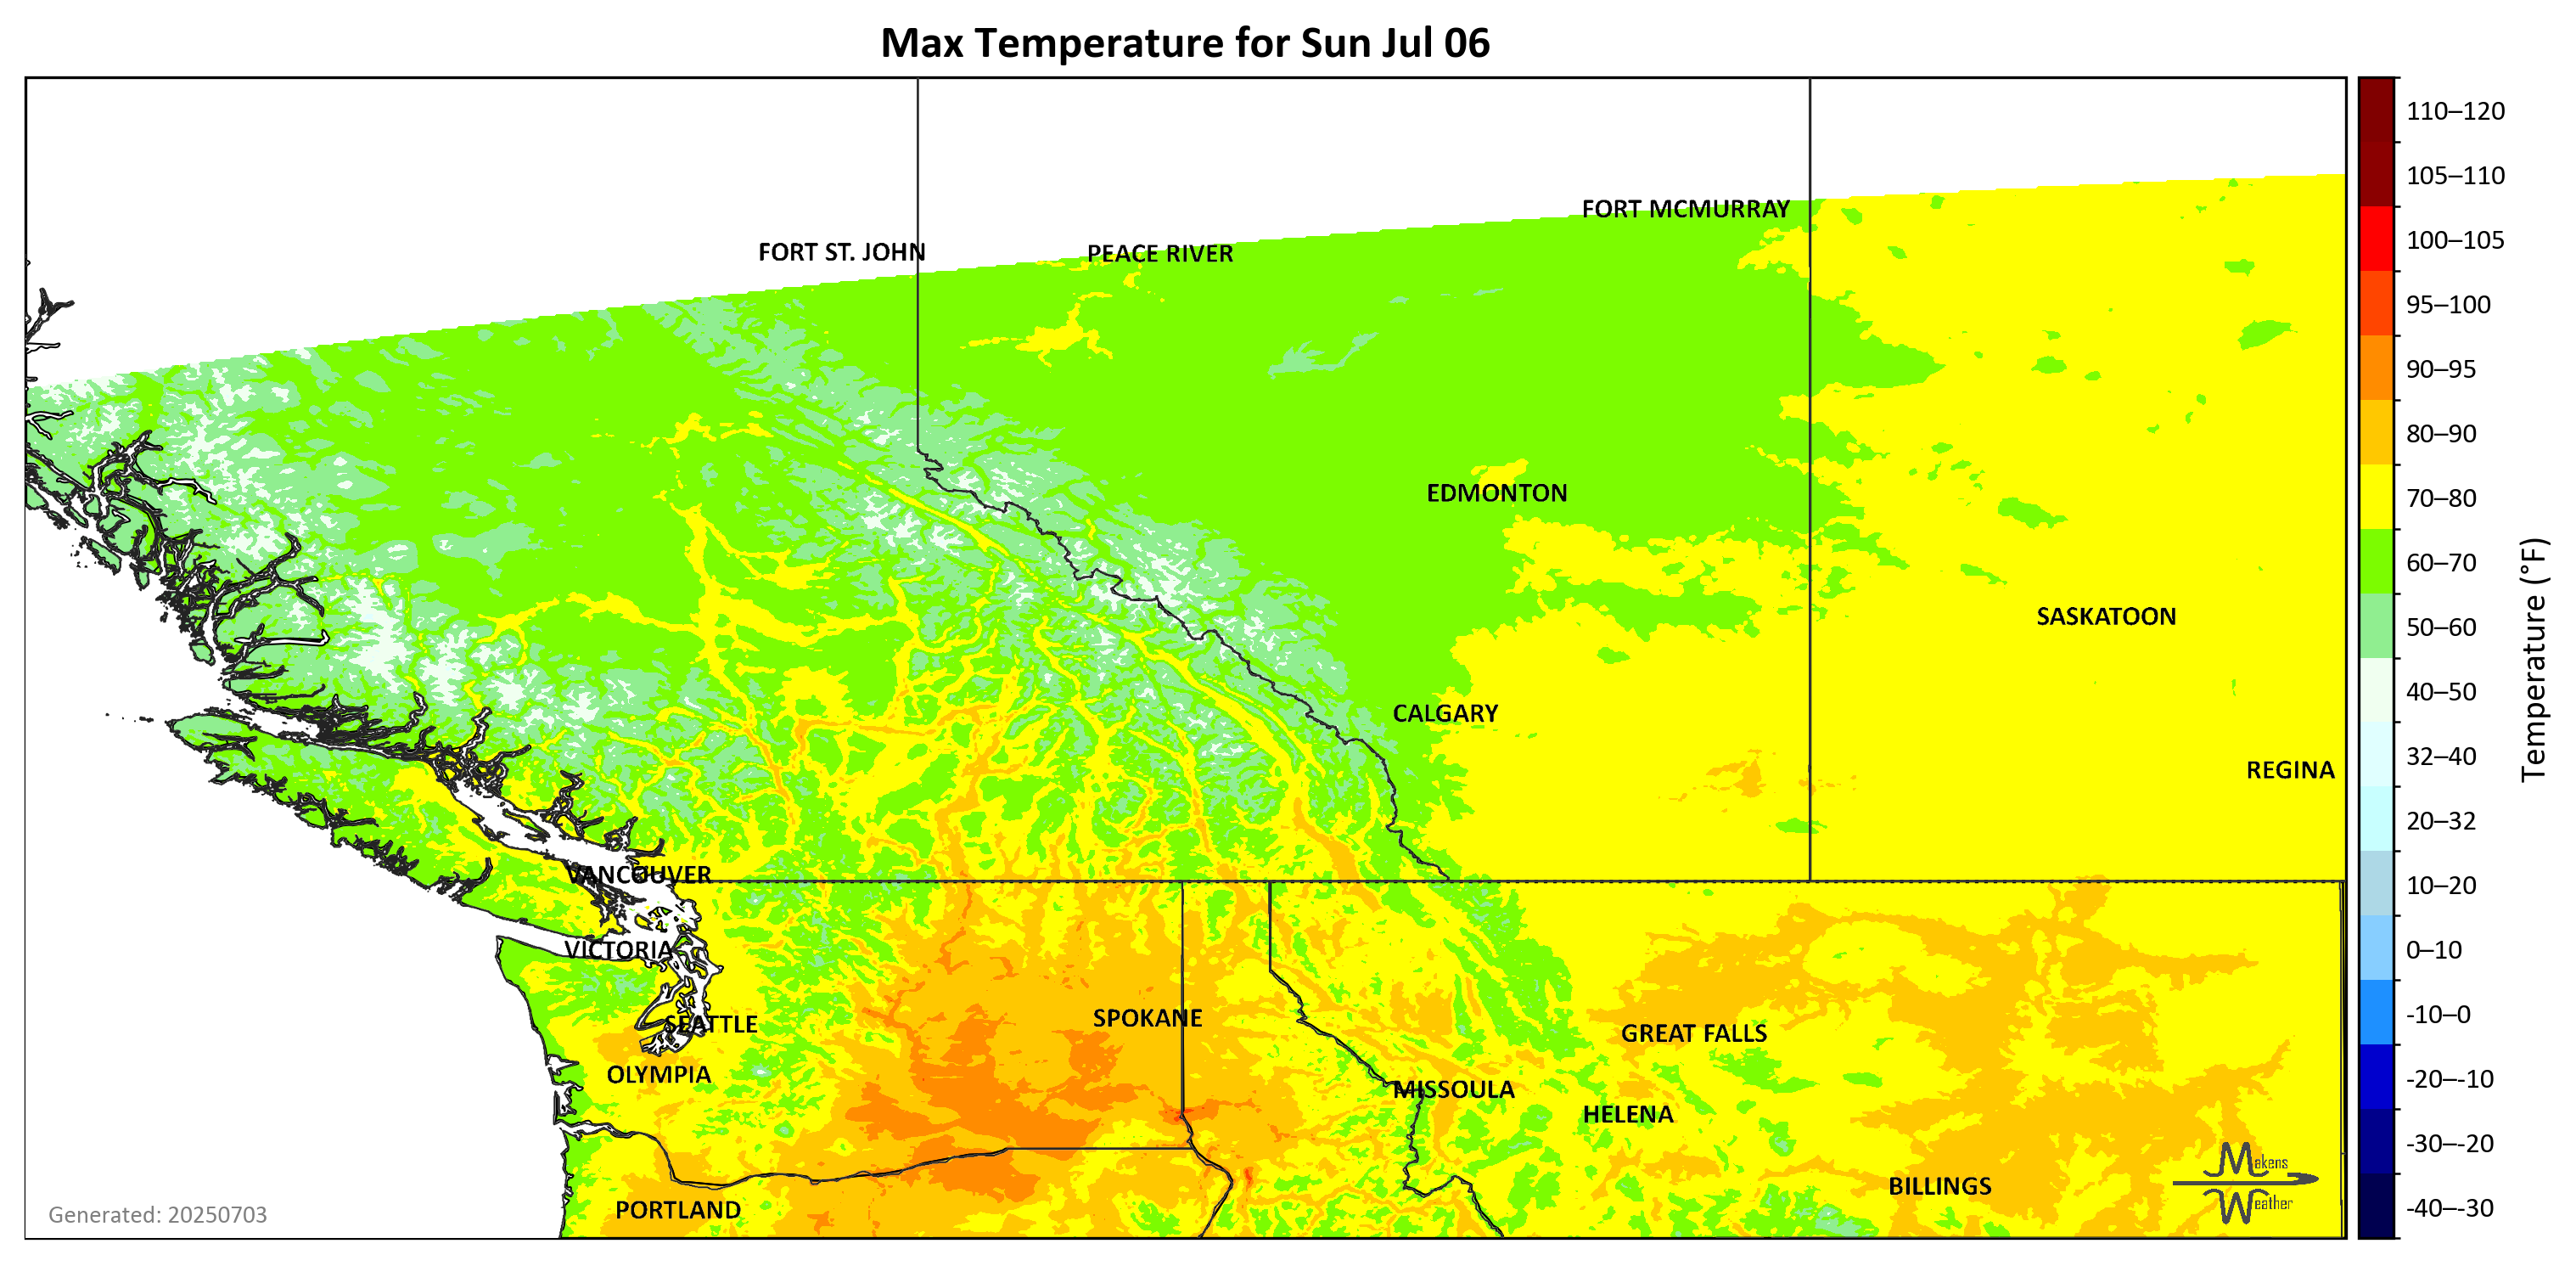 Max Temperature for Sun Jul 06
FORT MCMURRAY
FORT ST. JOHN
PEACE RIVER
EDMONTON
SASKATOON
CALGARY
REGINA
VANCOUVER
VICTORIA
SEATTLE
SPOKANE
GREAT FALLS
OLYMPIA
MISSOULA
HELENA
BILLINGS
PORTLAND
Makens
Weather
Generated: 20250703
110–120
105–110
100–105
95–100
90–95
80–90
70–80
60–70
50–60
40–50
32–40
20–32
10–20
0–10
-10–0
-20–-10
-30–-20
-40–-30
Temperature (°F)